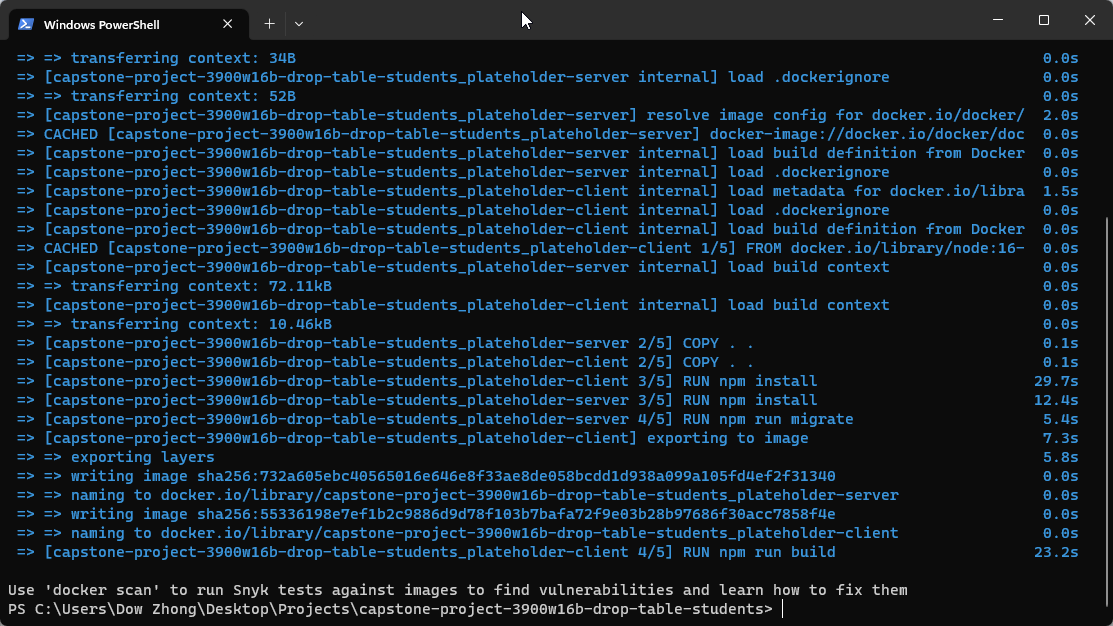 Windows PowerShell
=> => transferring context: 34B 0.0s
=> [capstone-project-3900w16b-drop-table-students_plateholder-server internal] load .dockerignore 0.0s
=> => transferring context: 52B 0.0s
=> [capstone-project-3900w16b-drop-table-students_plateholder-server] resolve image config for docker.io/docker/ 2.0s
=> CACHED [capstone-project-3900w16b-drop-table-students_plateholder-server] docker-image://docker.io/docker/doc 0.0s
=> [capstone-project-3900w16b-drop-table-students_plateholder-server internal] load build definition from Docker 0.0s
=> [capstone-project-3900w16b-drop-table-students_plateholder-server internal] load .dockerignore 0.0s
=> [capstone-project-3900w16b-drop-table-students_plateholder-client internal] load metadata for docker.io/libra 1.5s
=> [capstone-project-3900w16b-drop-table-students_plateholder-client internal] load .dockerignore 0.0s
=> [capstone-project-3900w16b-drop-table-students_plateholder-client internal] load build definition from Docker 0.0s
=> CACHED [capstone-project-3900w16b-drop-table-students_plateholder-client 1/5] FROM docker.io/library/node:16- 0.0s
=> [capstone-project-3900w16b-drop-table-students_plateholder-server internal] load build context 0.0s
=> => transferring context: 72.11kB 0.0s
=> [capstone-project-3900w16b-drop-table-students_plateholder-client internal] load build context 0.0s
=> => transferring context: 10.46kB 0.0s
=> [capstone-project-3900w16b-drop-table-students_plateholder-server 2/5] COPY . . 0.1s
=> [capstone-project-3900w16b-drop-table-students_plateholder-client 2/5] COPY . . 0.1s
=> [capstone-project-3900w16b-drop-table-students_plateholder-client 3/5] RUN npm install 29.7s
=> [capstone-project-3900w16b-drop-table-students_plateholder-server 3/5] RUN npm install 12.4s
=> [capstone-project-3900w16b-drop-table-students_plateholder-server 4/5] RUN npm run migrate 5.4s
=> [capstone-project-3900w16b-drop-table-students_plateholder-client] exporting to image 7.3s
=> => exporting layers 5.8s
=> => writing image sha256:732a605ebc40565016e646e8f33ae8de058bcdd1d938a099a105fd4ef2f31340 0.0s
=> => naming to docker.io/library/capstone-project-3900w16b-drop-table-students_plateholder-server 0.0s
=> => writing image sha256:55336198e7ef1b2c9886d9d78f103b7bafa72f9e03b28b97686f30acc7858f4e 0.0s
=> => naming to docker.io/library/capstone-project-3900w16b-drop-table-students_plateholder-client 0.0s
=> [capstone-project-3900w16b-drop-table-students_plateholder-client 4/5] RUN npm run build 23.2s
Use 'docker scan' to run Snyk tests against images to find vulnerabilities and learn how to fix them
PS C:\Users\Dow Zhong\Desktop\Projects\capstone-project-3900w16b-drop-table-students>